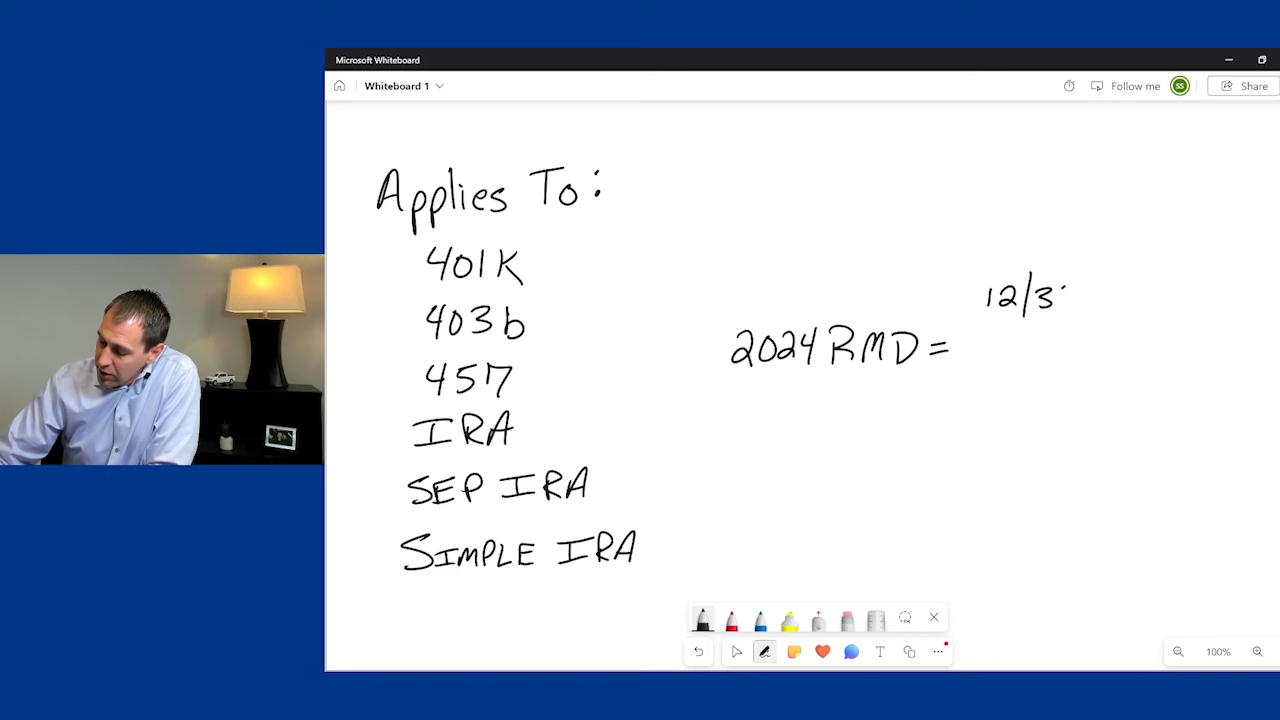 Microsoft Whiteboard
Whiteboard 1
Follow me
SS
Share
Applies To:
401K
403b
457
IRA
SEP IRA
SIMPLE IRA
12/3
2024 RMD =
T
100%